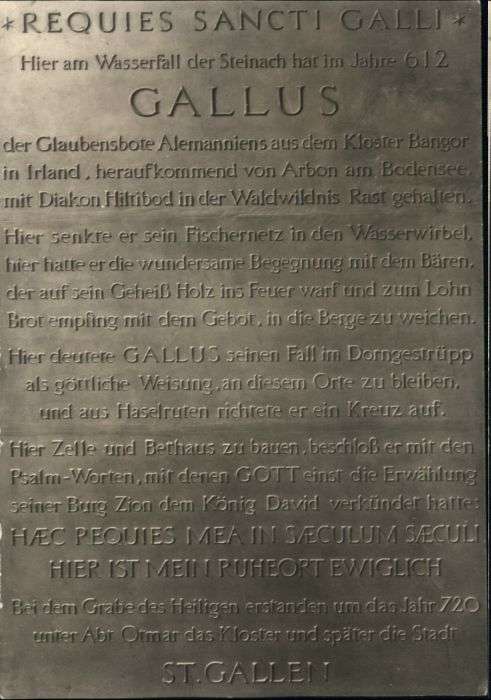 * REQUIES SANCTI GALLI *
Hier am Wasserfall der Steinach hat im Jahre 612
GALLUS
der Glaubensbote Alemanniens aus dem Kloster Bangor
in Irland, heraufkommend von Arbon am Bodensee,
mit Diakon Hiltibod in der Waldwildnis Rast gehalten.
Hier senkte er sein Fischernetz in den Wasserwirbel,
hier hatte er die wundersame Begegnung mit dem Bären,
der auf sein Geheiß Holz ins Feuer warf und zum Lohn
Brot empfing mit dem Gebot, in die Berge zu weichen.
Hier deutete GALLUS seinen Fall im Dorngestrüpp
als göttliche Weisung, an diesem Orte zu bleiben,
und aus Haselruten richtete er ein Kreuz auf.
Hier Zelle und Bethaus zu bauen, beschloß er mit den
Psalm-Worten, mit denen GOTT einst die Erwählung
seiner Burg Zion dem König David verkündet hatte:
HÆC REQUIES MEA IN SÆCULUM SÆCULI
HIER IST MEIN RUHEORT EWIGLICH
Bei dem Grabe des Heiligen erstanden um das Jahr 720
unter Abt Otmar das Kloster und später die Stadt
ST. GALLEN